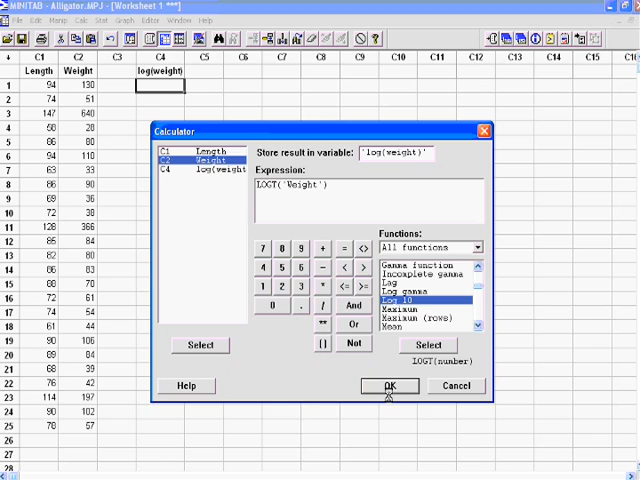 MINITAB - Alligator.MPJ - [Worksheet 1 ***]
File Edit Data Calc Stat Graph Editor Window Help
C1 C2 C3 C4 C5 C6 C7 C8 C9 C10 C11 C12 C13 C14 C15
Length Weight log(weight)
1 94 130
2 74 51
3 147 640
4 58 28
5 86 80
6 94 110
7 63 33
8 86 90
9 69 36
10 72 38
11 128 366
12 85 84
13 82 80
14 86 83
15 88 70
16 72 61
17 74 54
18 61 44
19 90 106
20 89 84
21 68 39
22 76 42
23 114 197
24 90 102
25 78 57
26
27
28
Calculator
C1 Length
C2 Weight
C4 log(weight
Store result in variable: 'log(weight)'
Expression:
LOGT('Weight')
Functions:
All functions
7 8 9 + = <>
4 5 6 - < >
1 2 3 * <= >=
0 . / And
** Or
[] Not
Gamma function
Incomplete gamma
Lag
Log gamma
Log 10
Maximum
Maximum (rows)
Mean
Select
Select
LOGT(number)
Help
OK
Cancel